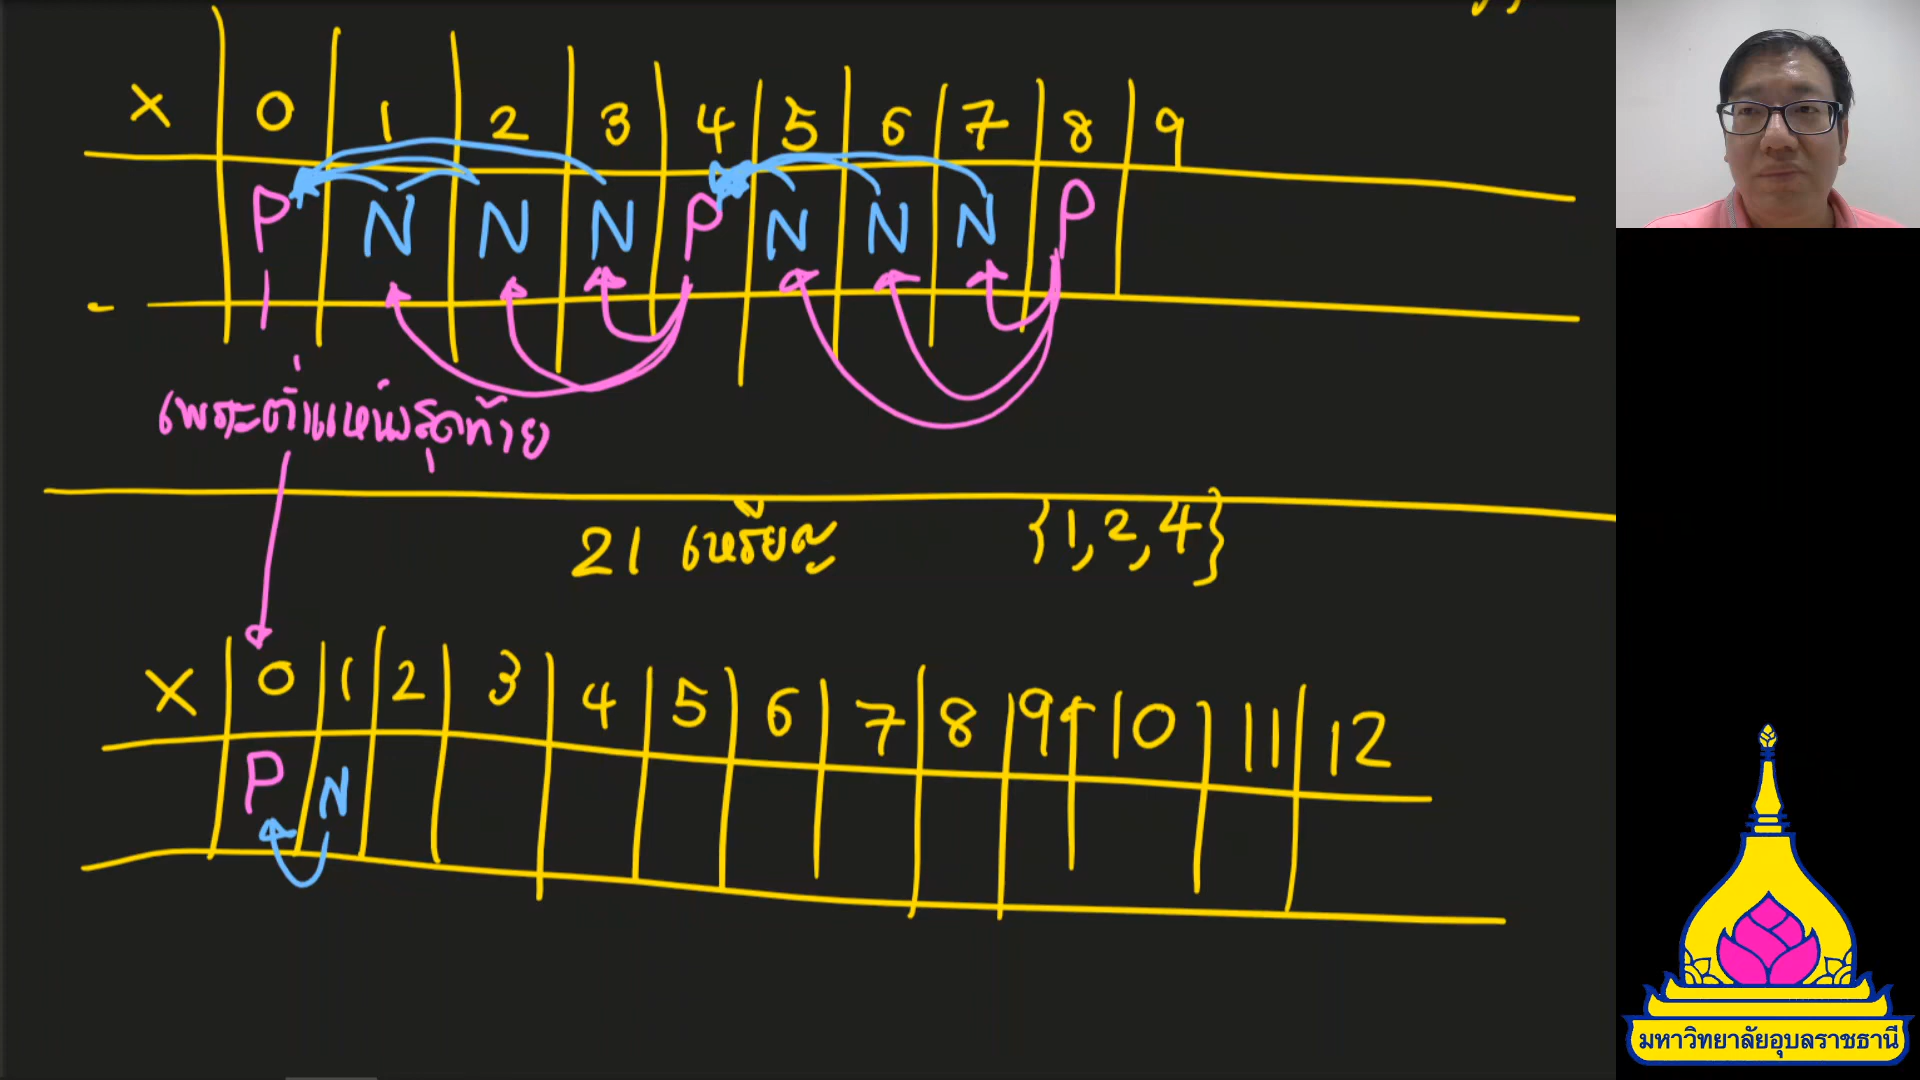 X 0 1 2 3 4 5 6 7 8 9
P N N N P N N N P
เพราะตำแหน่งสุดท้าย
21 เหรียญ {1,2,4}
X 0 1 2 3 4 5 6 7 8 9 10 11 12
P N
มหาวิทยาลัยอุบลราชธานี